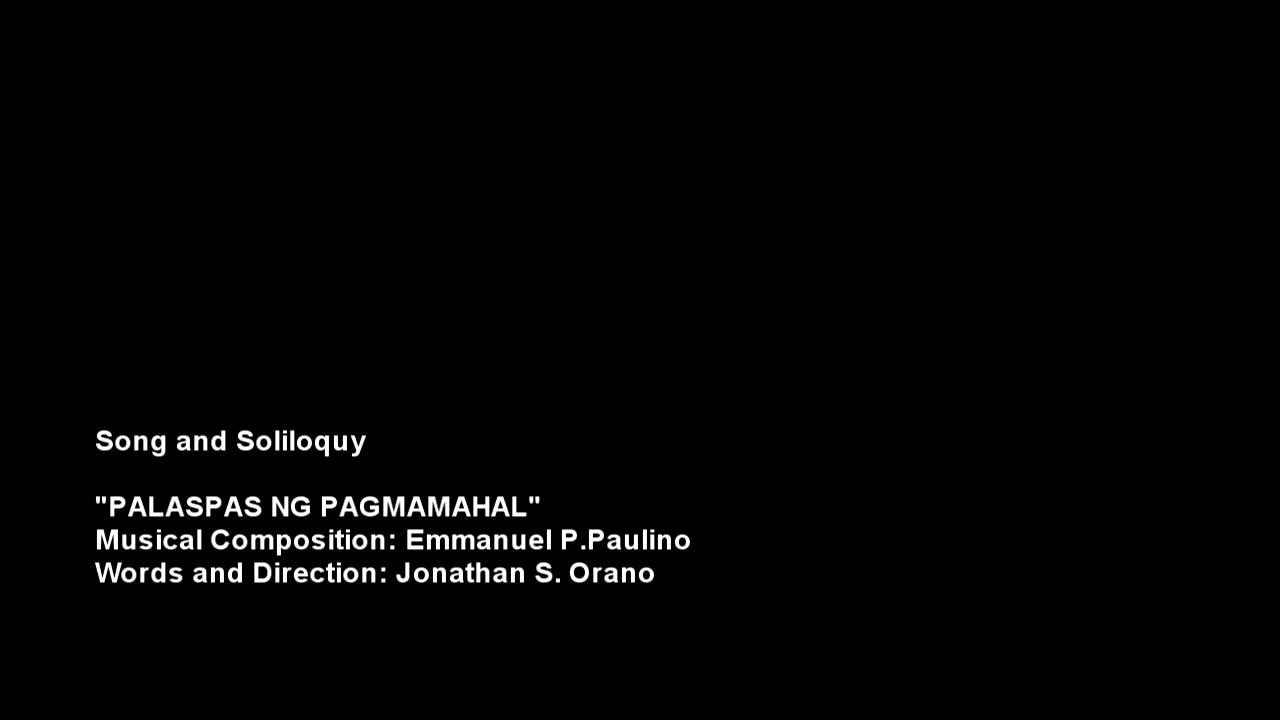 Song and Soliloquy
"PALASPAS NG PAGMAMAHAL"
Musical Composition: Emmanuel P.Paulino
Words and Direction: Jonathan S. Orano